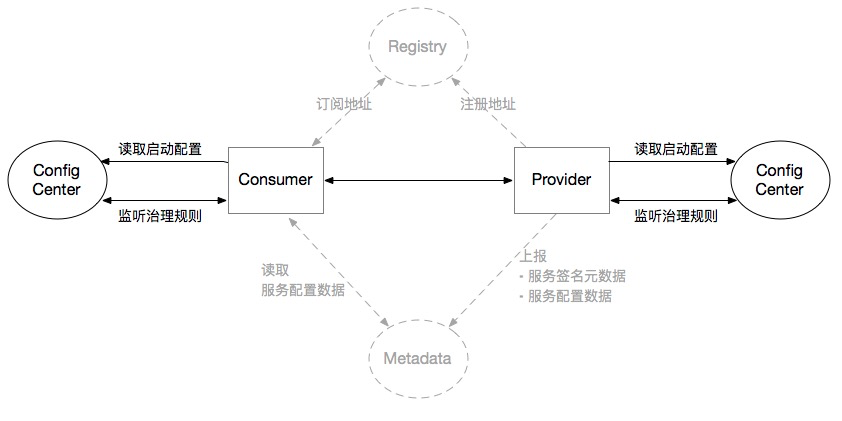 Registry
订阅地址
注册地址
读取启动配置
读取启动配置
Config
Center
Consumer
Provider
Config
Center
监听治理规则
监听治理规则
读取
服务配置数据
上报
• 服务签名元数据
• 服务配置数据
Metadata